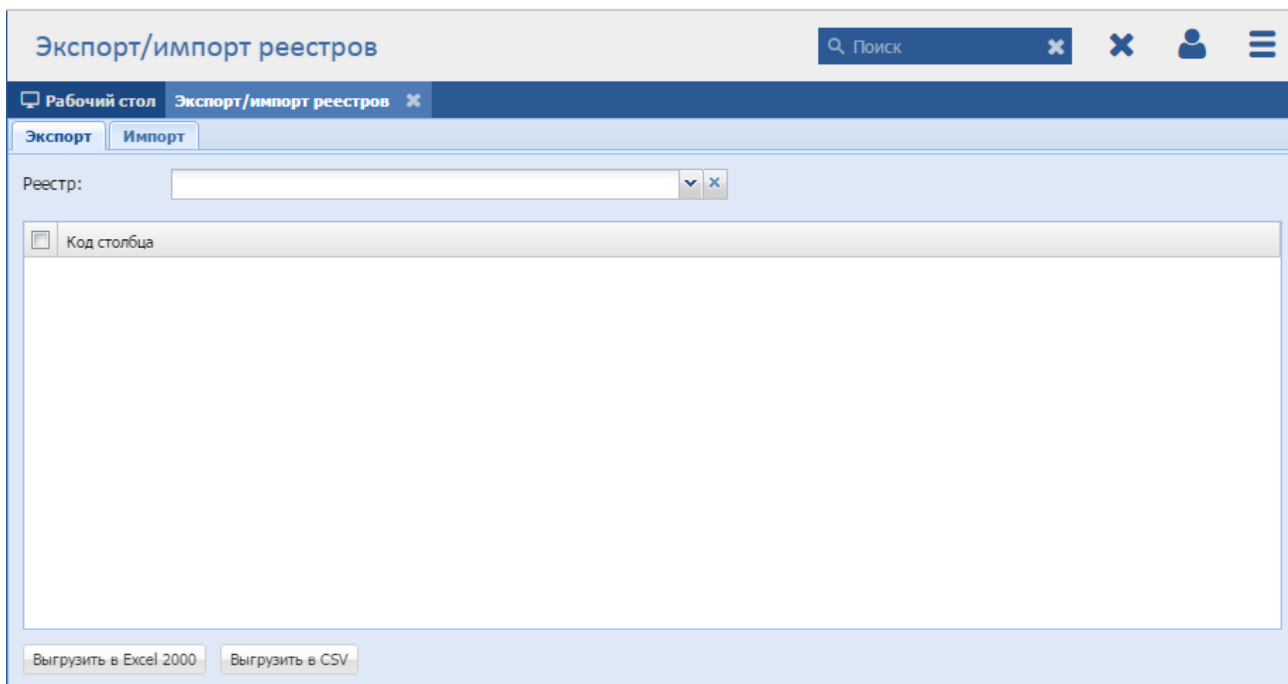 Экспорт/импорт реестров
Поиск
Рабочий стол Экспорт/импорт реестров
Экспорт Импорт
Реестр:
Код столбца
Выгрузить в Excel 2000 Выгрузить в CSV